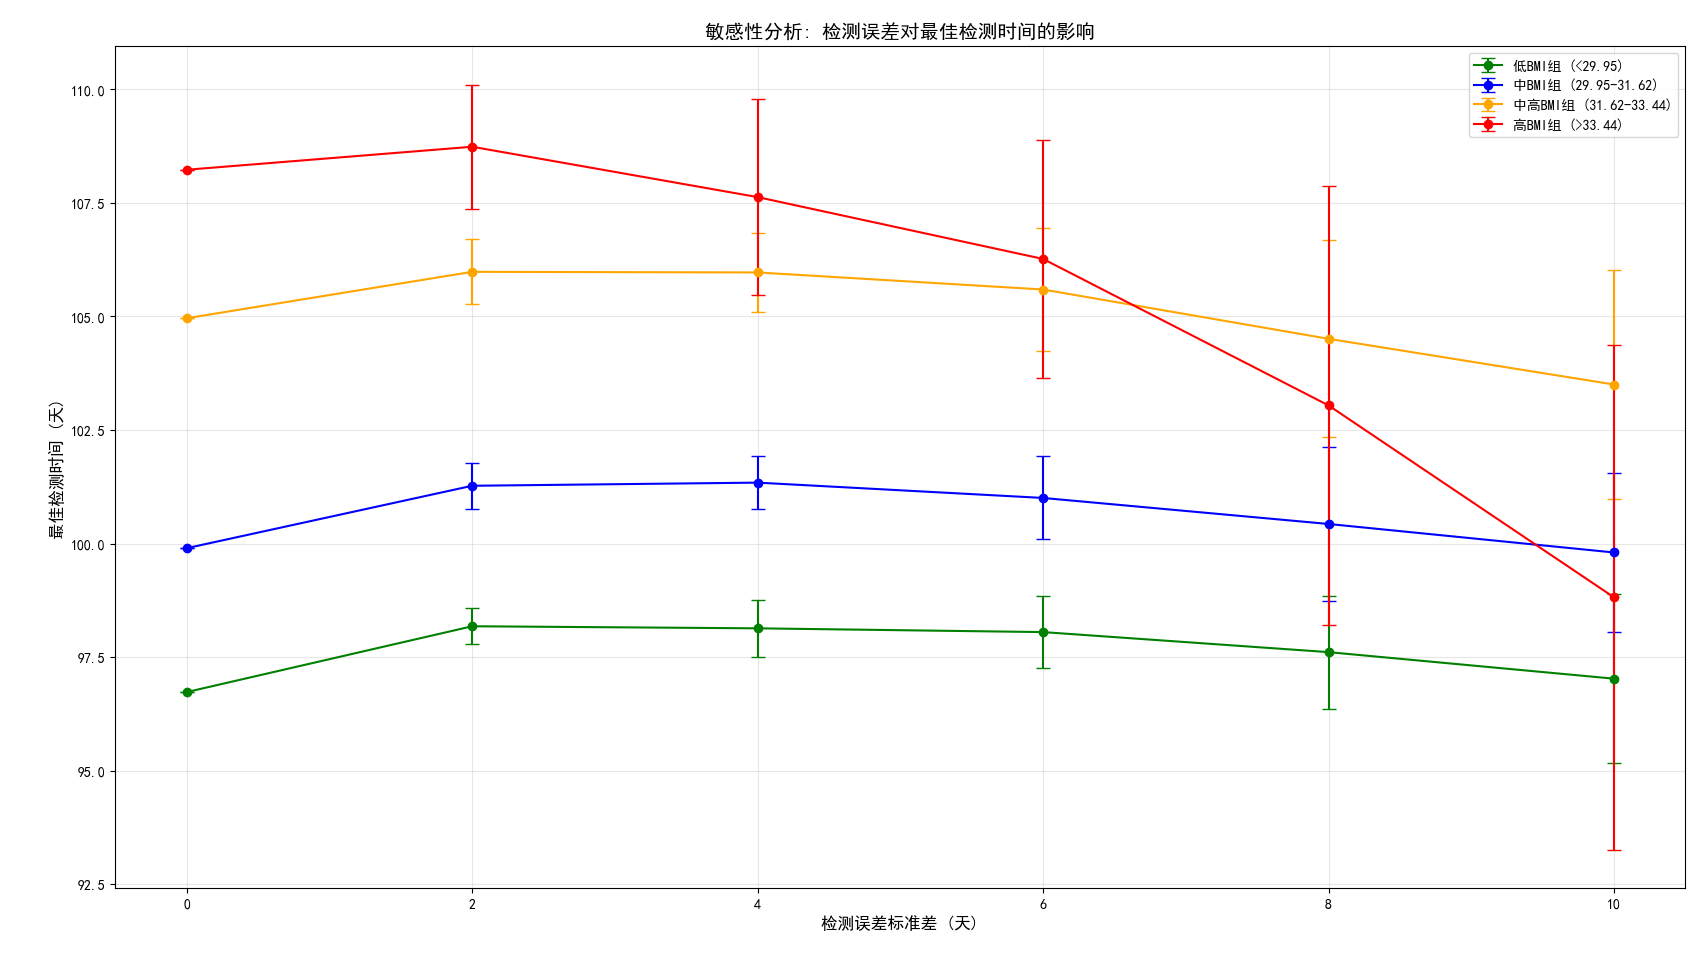 敏感性分析: 检测误差对最佳检测时间的影响
低BMI组 (<29.95)
中BMI组 (29.95-31.62)
中高BMI组 (31.62-33.44)
高BMI组 (>33.44)
最佳检测时间 (天)
110.0
107.5
105.0
102.5
100.0
97.5
95.0
92.5
0 2 4 6 8 10
检测误差标准差 (天)